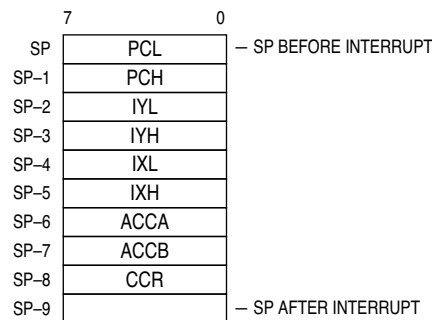 7 0
SP PCL — SP BEFORE INTERRUPT
SP–1 PCH
SP–2 IYL
SP–3 IYH
SP–4 IXL
SP–5 IXH
SP–6 ACCA
SP–7 ACCB
SP–8 CCR
SP–9 — SP AFTER INTERRUPT